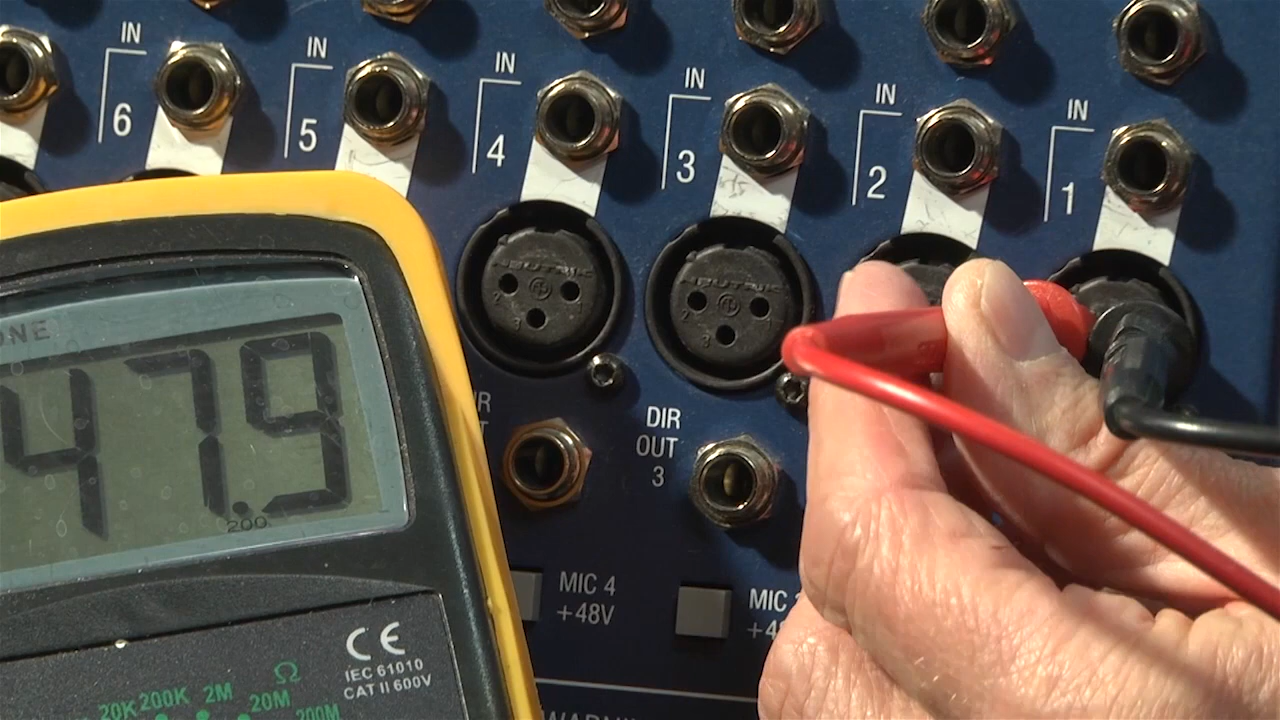 IN
6
IN
5
IN
4
IN
3
IN
2
IN
1
NEUTRIK
2
1
3
NEUTRIK
2
1
3
ONE
47.9
200
DIR
OUT
3
MIC 4
+48V
MIC
CE
IEC 61010
CAT II 600V
Ω
20K
200K
2M
20M
200M